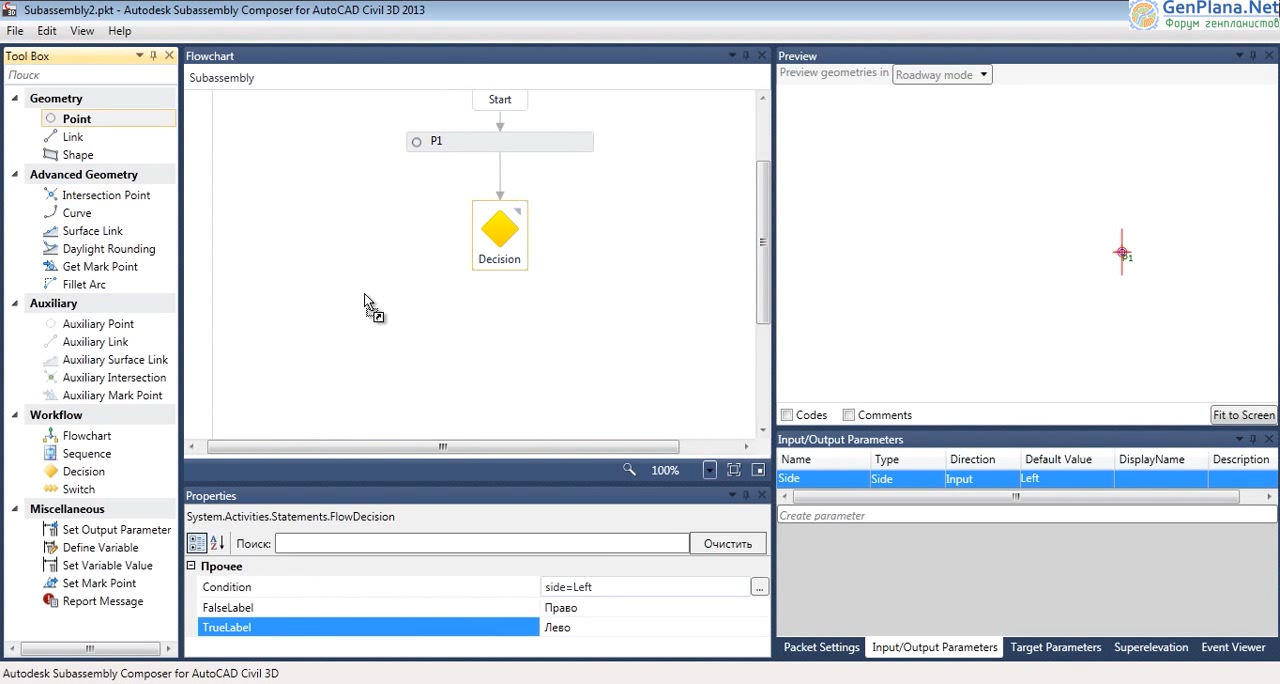 Subassembly2.pkt - Autodesk Subassembly Composer for AutoCAD Civil 3D 2013
GenPlana.Net
Форум генпланистов
File Edit View Help
Tool Box
Поиск
Geometry
Point
Link
Shape
Advanced Geometry
Intersection Point
Curve
Surface Link
Daylight Rounding
Get Mark Point
Fillet Arc
Auxiliary
Auxiliary Point
Auxiliary Link
Auxiliary Surface Link
Auxiliary Intersection
Auxiliary Mark Point
Workflow
Flowchart
Sequence
Decision
Switch
Miscellaneous
Set Output Parameter
Define Variable
Set Variable Value
Set Mark Point
Report Message
Flowchart
Subassembly
Start
P1
Decision
100%
Properties
System.Activities.Statements.FlowDecision
Поиск: Очистить
Прочее
Condition side=Left ...
FalseLabel Право
TrueLabel Лево
Preview
Preview geometries in Roadway mode
P1
Codes Comments Fit to Screen
Input/Output Parameters
Name Type Direction Default Value DisplayName Description
Side Side Input Left
Create parameter
Packet Settings Input/Output Parameters Target Parameters Superelevation Event Viewer
Autodesk Subassembly Composer for AutoCAD Civil 3D